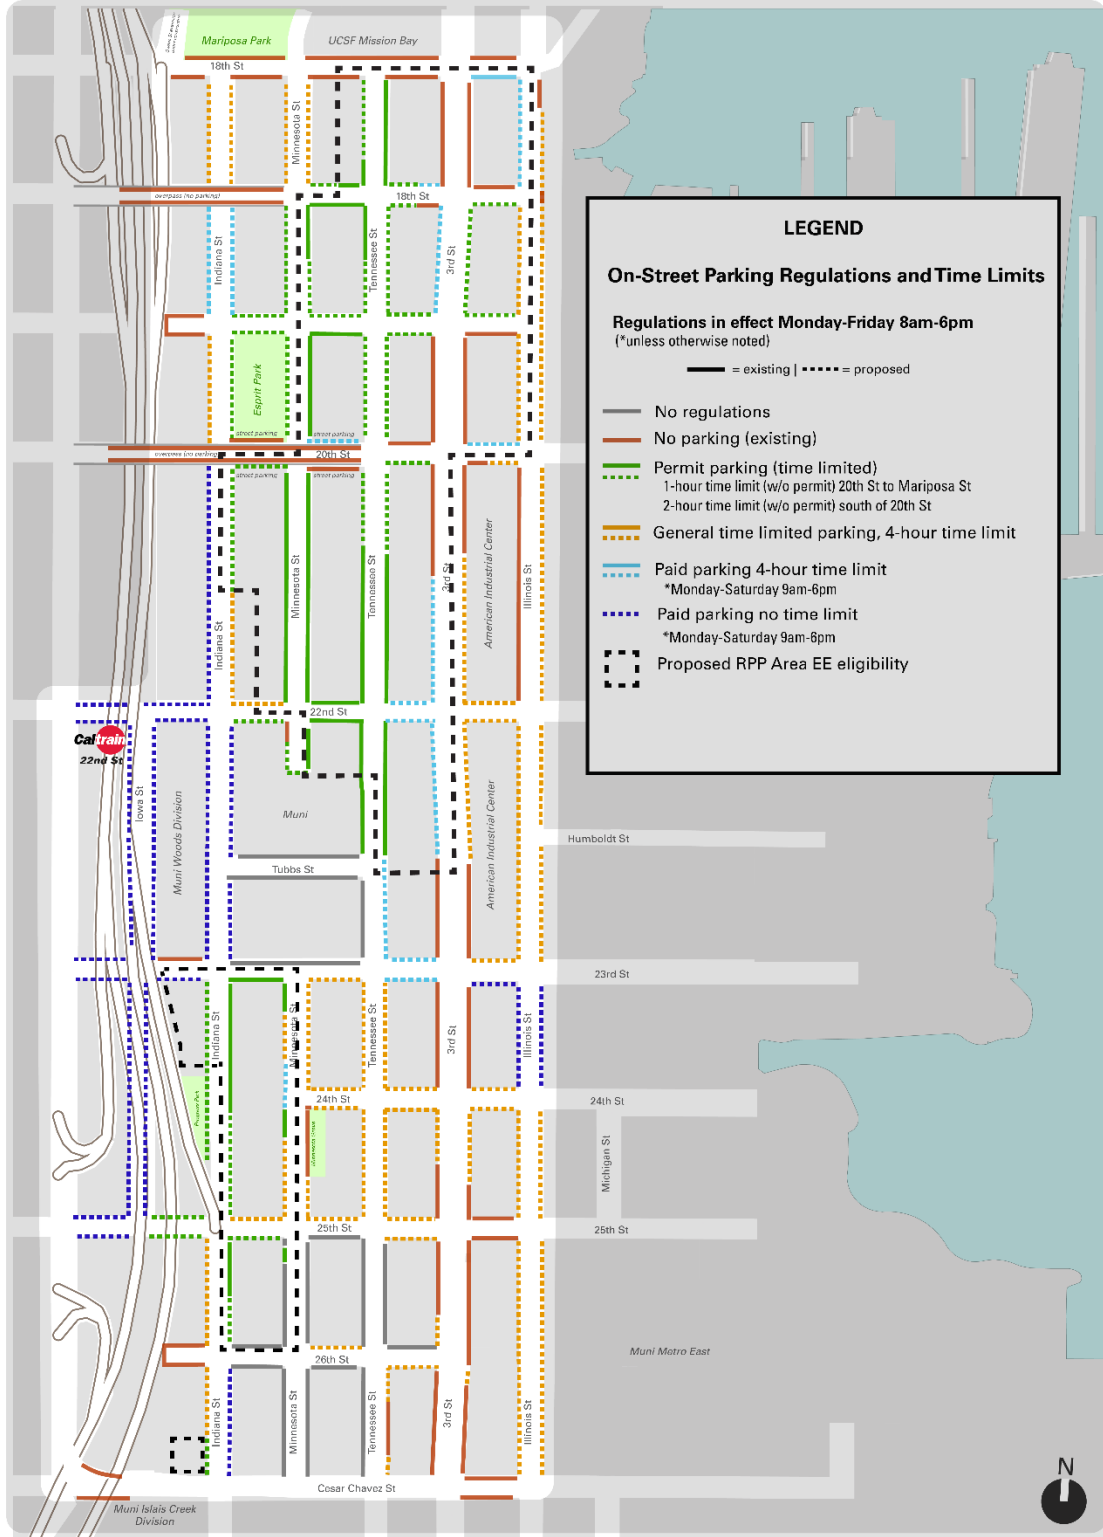 Mariposa Park
UCSF Mission Bay
18th St
Minnesota St
overpass (no parking)
18th St
Indiana St
Tennessee St
3rd St
Esprit Park
street parking
street parking
overpass (no parking)
20th St
street parking
street parking
Minnesota St
Tennessee St
3rd St
American Industrial Center
Illinois St
Indiana St
22nd St
Caltrain
22nd St
Iowa St
Muni Woods Division
Muni
American Industrial Center
Humboldt St
Tubbs St
23rd St
Indiana St
Minnesota St
Tennessee St
3rd St
Illinois St
24th St
24th St
Michigan St
25th St
25th St
Muni Metro East
26th St
Indiana St
Minnesota St
Tennessee St
3rd St
Illinois St
Cesar Chavez St
Muni Islais Creek
Division
N
LEGEND
On-Street Parking Regulations and Time Limits
Regulations in effect Monday-Friday 8am-6pm
(*unless otherwise noted)
= existing | = proposed
No regulations
No parking (existing)
Permit parking (time limited)
1-hour time limit (w/o permit) 20th St to Mariposa St
2-hour time limit (w/o permit) south of 20th St
General time limited parking, 4-hour time limit
Paid parking 4-hour time limit
*Monday-Saturday 9am-6pm
Paid parking no time limit
*Monday-Saturday 9am-6pm
Proposed RPP Area EE eligibility